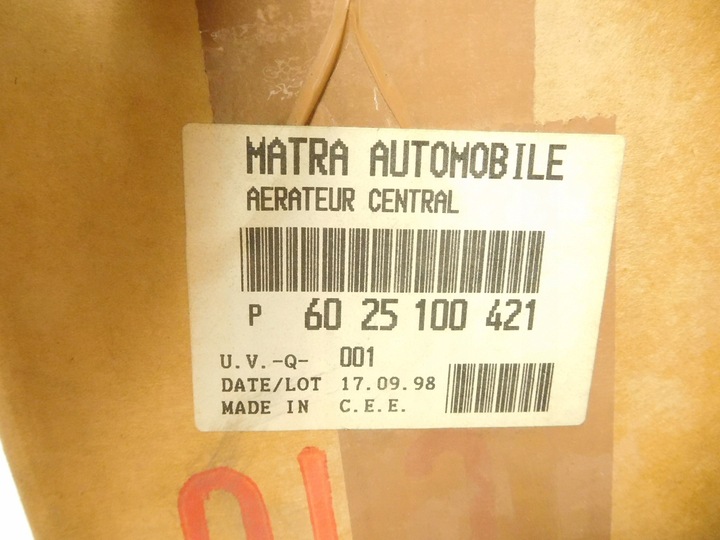 MATRA AUTOMOBILE
AERATEUR CENTRAL
P 60 25 100 421
U.V.-Q- 001
DATE/LOT 17.09.98
MADE IN C.E.E.